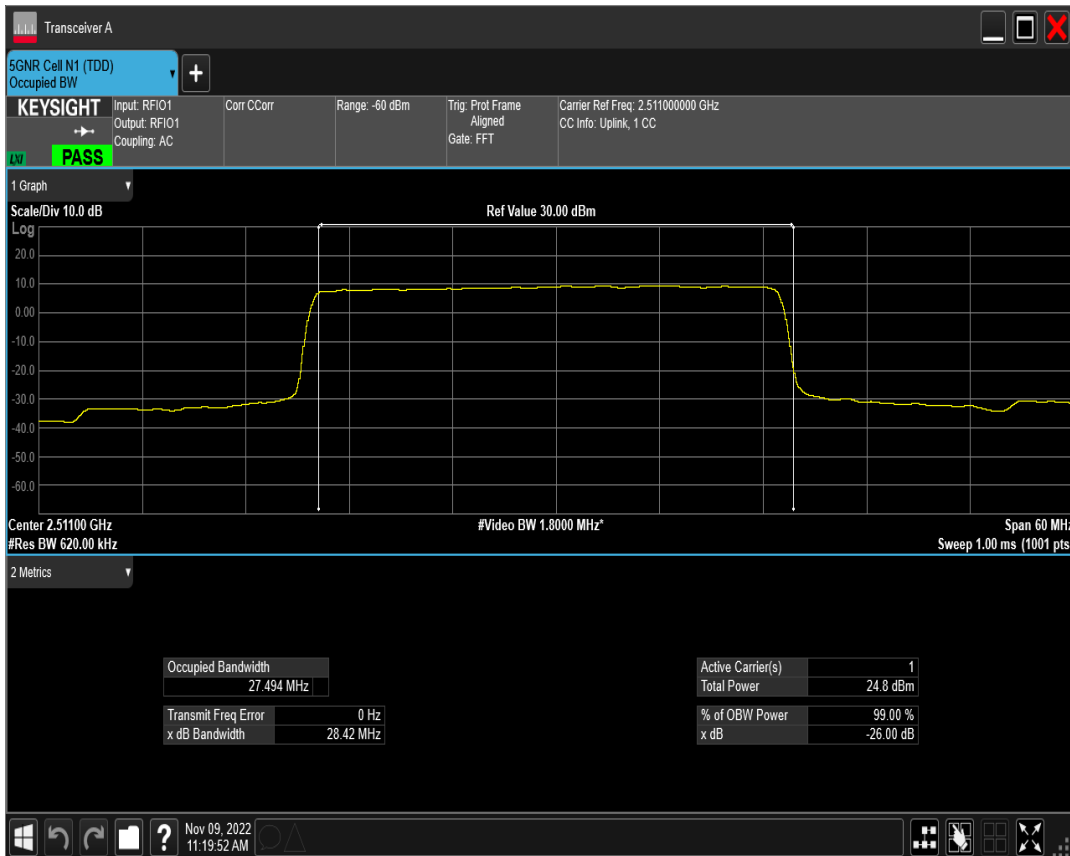 Transceiver A
5GNR Cell N1 (TDD)
Occupied BW
+
KEYSIGHT
LXI
PASS
Input: RFIO1
Output: RFIO1
Coupling: AC
Corr CCorr
Range: -60 dBm
Trig: Prot Frame
Aligned
Gate: FFT
Carrier Ref Freq: 2.511000000 GHz
CC Info: Uplink, 1 CC
1 Graph
Scale/Div 10.0 dB
Ref Value 30.00 dBm
Log
20.0
10.0
0.00
-10.0
-20.0
-30.0
-40.0
-50.0
-60.0
Center 2.51100 GHz
#Video BW 1.8000 MHz*
Span 60 MHz
#Res BW 620.00 kHz
Sweep 1.00 ms (1001 pts
2 Metrics
Occupied Bandwidth
27.494 MHz
Transmit Freq Error 0 Hz
x dB Bandwidth 28.42 MHz
Active Carrier(s) 1
Total Power 24.8 dBm
% of OBW Power 99.00 %
x dB -26.00 dB
?
Nov 09, 2022
11:19:52 AM